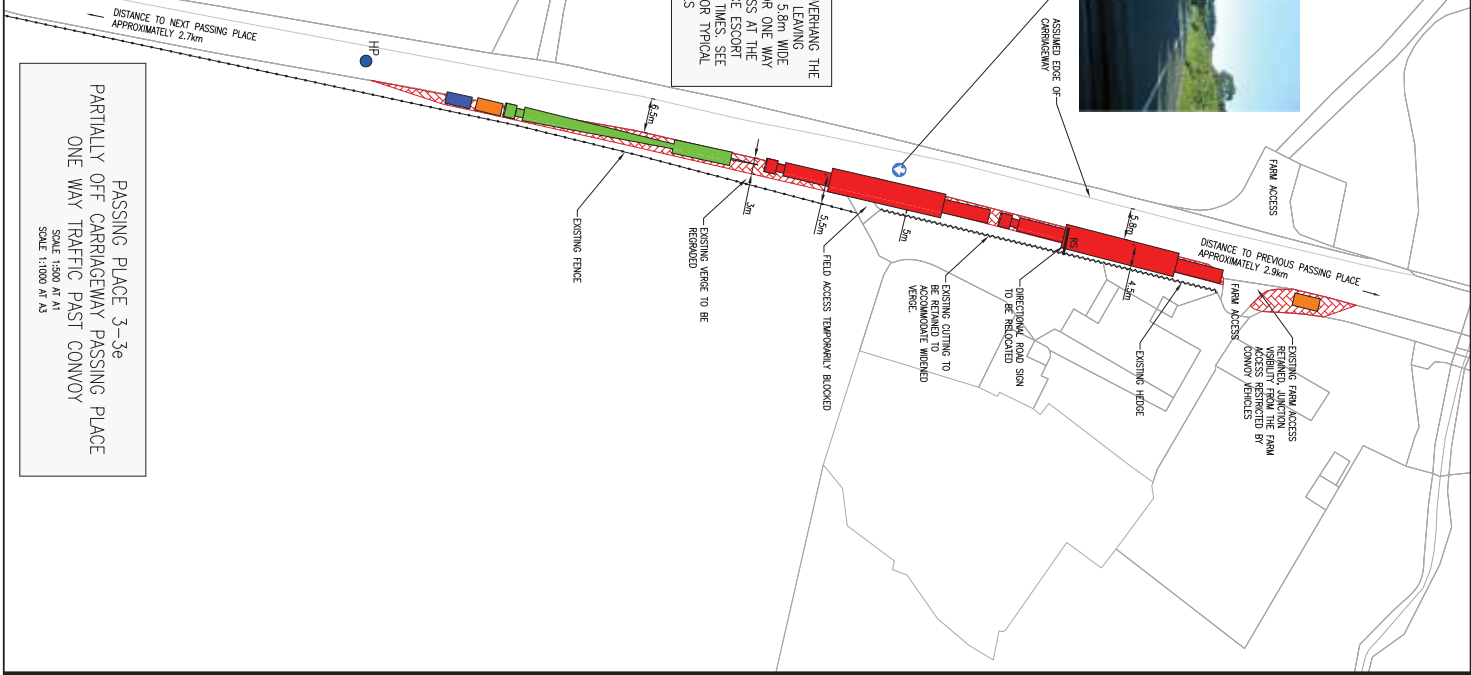 VERHANG THE
LEAVING
5.8m WIDE
OR ONE WAY
SS AT THE
SE ESCORT
TIMES. SEE
OR TYPICAL
S
ASSUMED EDGE OF
CARRIAGEWAY
DISTANCE TO NEXT PASSING PLACE
APPROXIMATELY 2.7km
HP
6.5m
3m
5.5m
5m
RS
5.8m
4.5m
FARM ACCESS
DISTANCE TO PREVIOUS PASSING PLACE
APPROXIMATELY 2.9km
FARM ACCESS
EXISTING FARM ACCESS
RETAINED, JUNCTION
VISIBILITY FROM THE FARM
ACCESS RESTRICTED BY
CONVOY VEHICLES
EXISTING HEDGE
DIRECTIONAL ROAD SIGN
TO BE RELOCATED
EXISTING CUTTING TO
BE RETAINED TO
ACCOMMODATE WIDENED
VERGE.
FIELD ACCESS TEMPORARILY BLOCKED
EXISTING VERGE TO BE
REGRADED
EXISTING FENCE
PASSING PLACE 3-3e
PARTIALLY OFF CARRIAGEWAY PASSING PLACE
ONE WAY TRAFFIC PAST CONVOY
SCALE 1:500 AT A1
SCALE 1:1000 AT A3